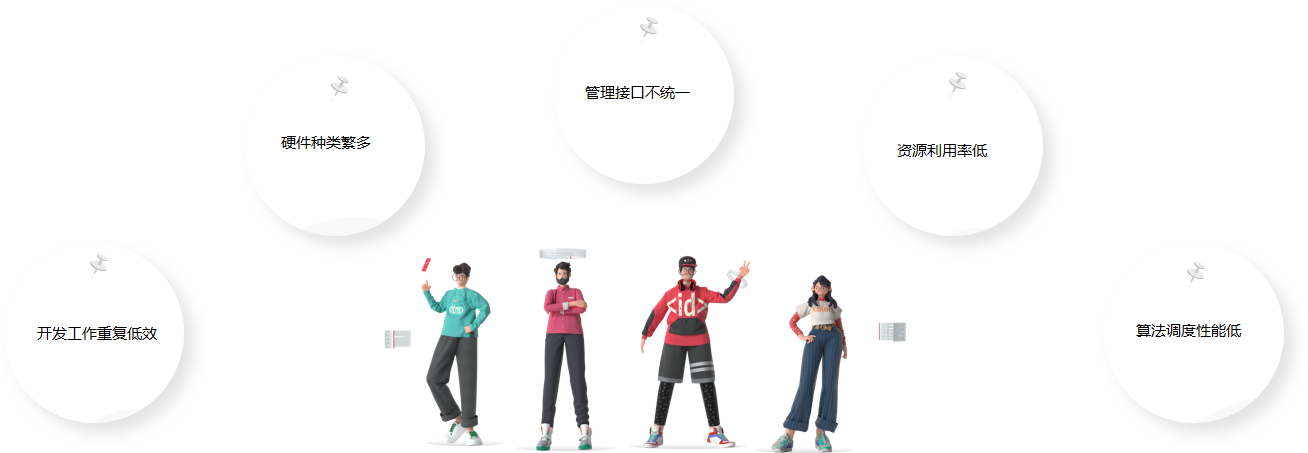 管理接口不统一
硬件种类繁多
资源利用率低
开发工作重复低效
算法调度性能低
<id>
color